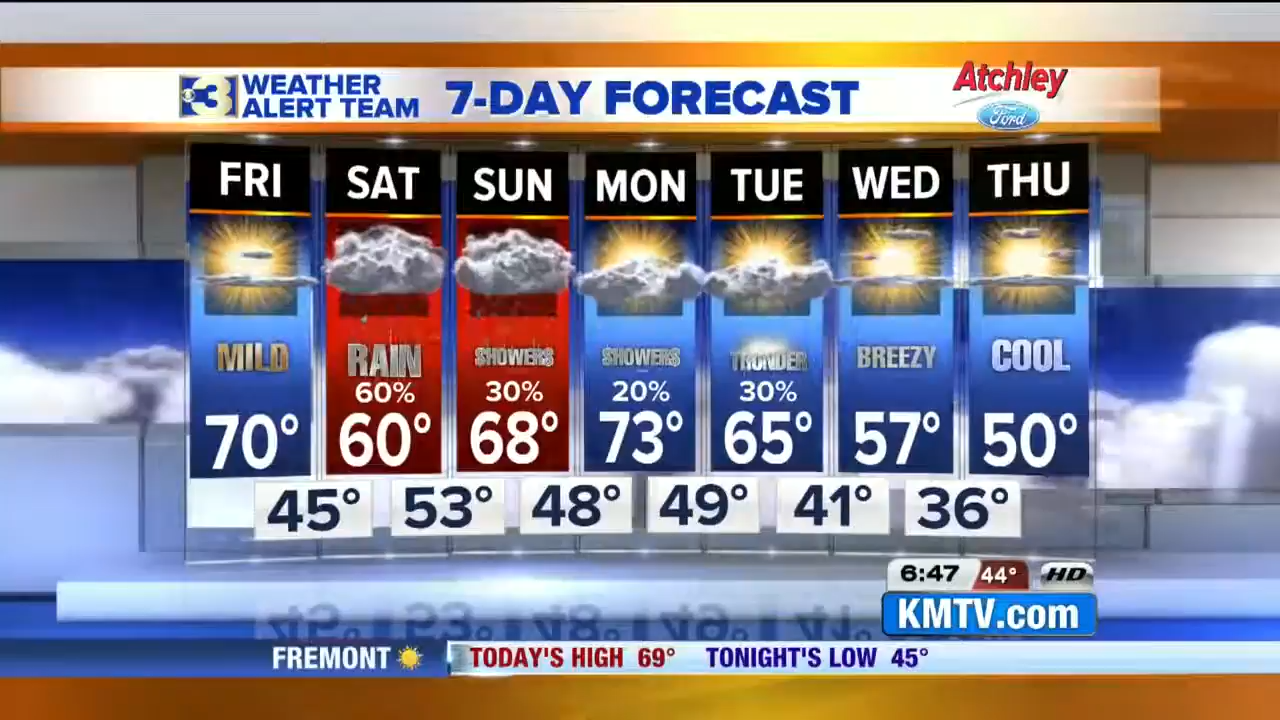 3 WEATHER ALERT TEAM
7-DAY FORECAST
Atchley
Ford
FRI SAT SUN MON TUE WED THU
MILD RAIN SHOWERS SHOWERS THUNDER BREEZY COOL
60% 30% 20% 30%
70° 60° 68° 73° 65° 57° 50°
45° 53° 48° 49° 41° 36°
6:47 44° HD
KMTV.com
FREMONT TODAY'S HIGH 69° TONIGHT'S LOW 45°